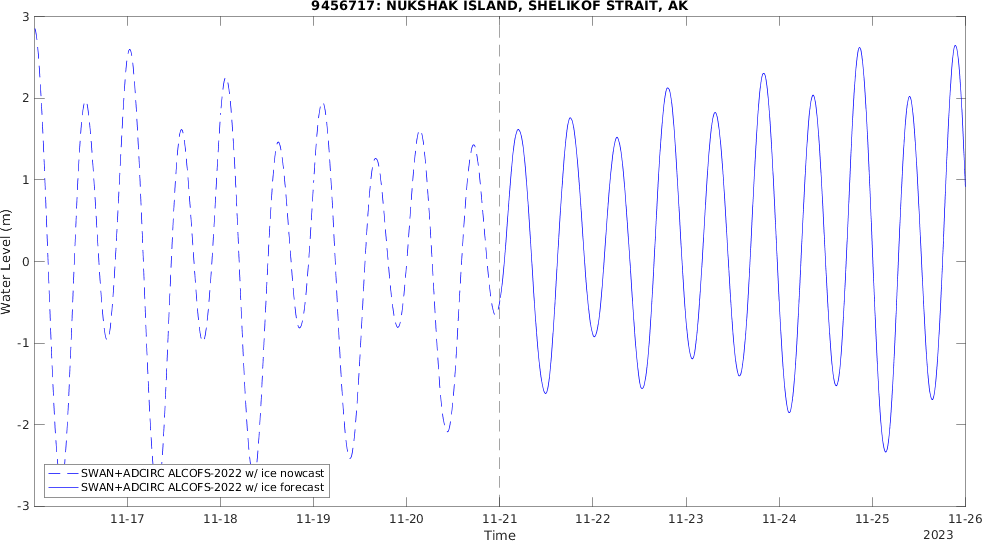 9456717: NUKSHAK ISLAND, SHELIKOF STRAIT, AK
3
2
1
0
-1
-2
-3
Water Level (m)
SWAN+ADCIRC ALCOFS-2022 w/ ice nowcast
SWAN+ADCIRC ALCOFS-2022 w/ ice forecast
11-17 11-18 11-19 11-20 11-21 11-22 11-23 11-24 11-25 11-26
Time
2023